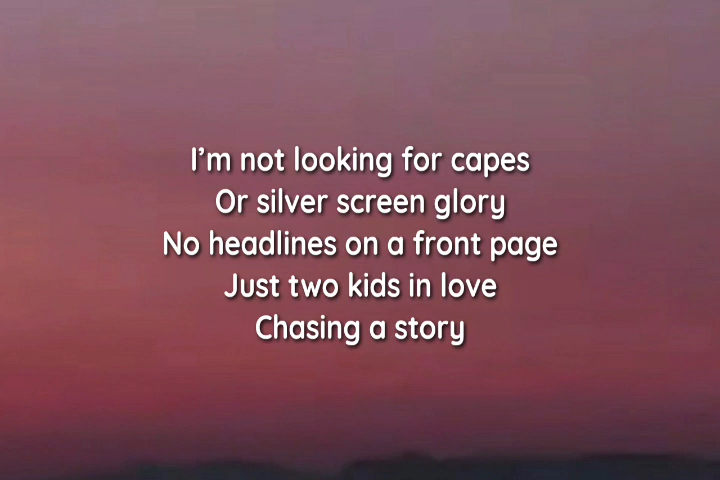 I’m not looking for capes
Or silver screen glory
No headlines on a front page
Just two kids in love
Chasing a story